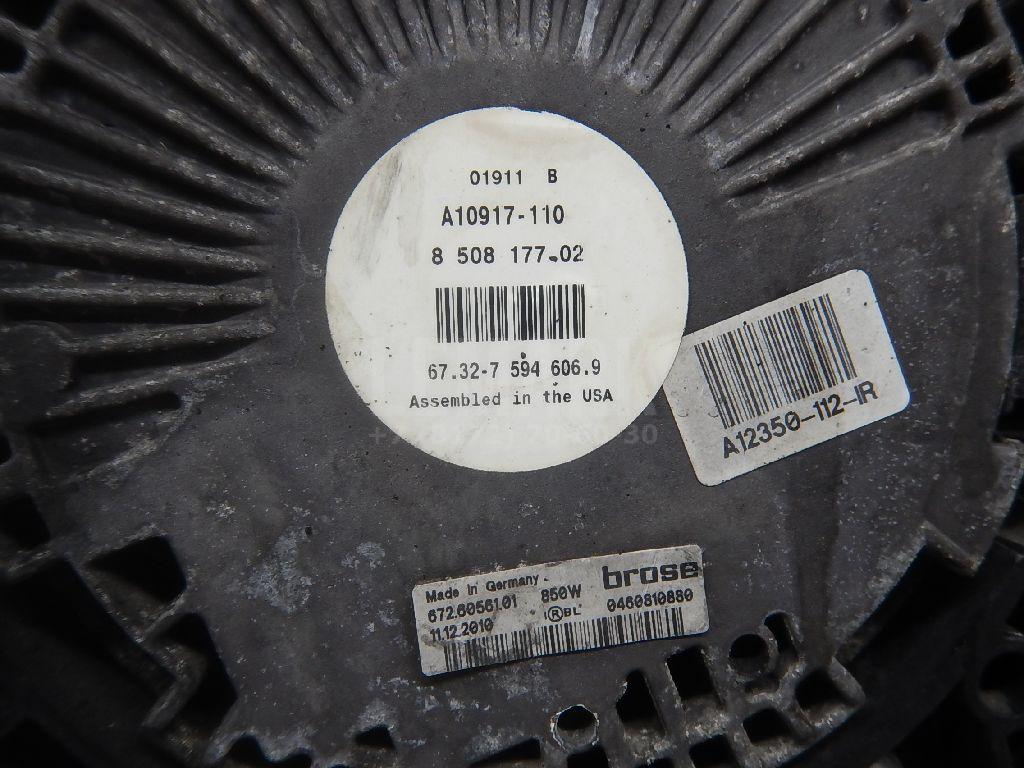 01911 B
A10917-110
8 508 177-02
67.32-7 594 606.9
Assembled in the USA
A12350-112-IR
Made in Germany
brose
672.60561.01 850W
11.12.2010 ®BL 0460810880